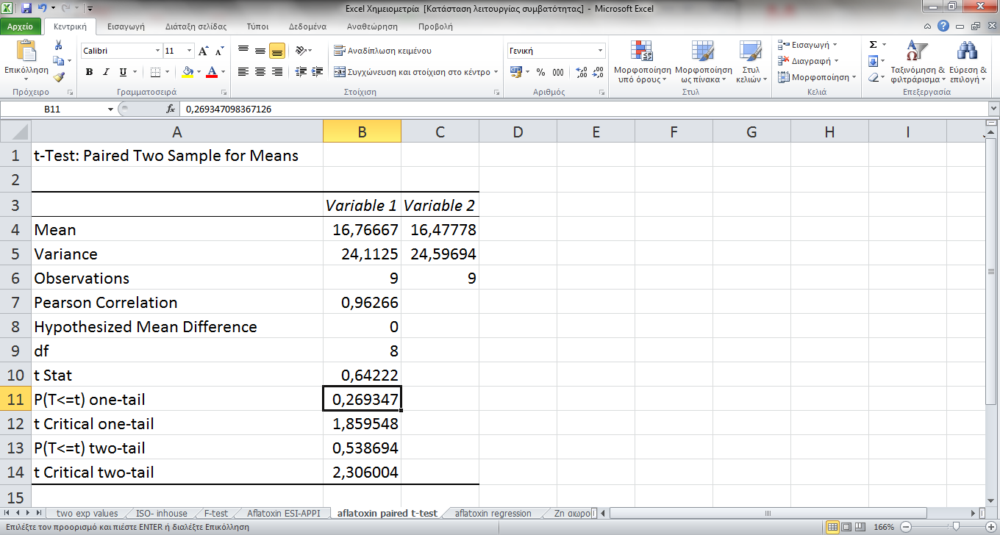 Excel Χημειομετρία [Κατάσταση λειτουργίας συμβατότητας] - Microsoft Excel
Αρχείο Κεντρική Εισαγωγή Διάταξη σελίδας Τύποι Δεδομένα Αναθεώρηση Προβολή
Επικόλληση
Πρόχειρο
Calibri 11
B I U
Γραμματοσειρά
Αναδίπλωση κειμένου
Συγχώνευση και στοίχιση στο κέντρο
Στοίχιση
Γενική
% 000
Αριθμός
Μορφοποίηση υπό όρους
Μορφοποίηση ως πίνακα
Στυλ κελιών
Στυλ
Εισαγωγή
Διαγραφή
Μορφοποίηση
Κελιά
Ταξινόμηση & φιλτράρισμα
Εύρεση & επιλογή
Επεξεργασία
B11 fx 0,269347098367126
A B C D E F G H I
1 t-Test: Paired Two Sample for Means
2
3 Variable 1 Variable 2
4 Mean 16,76667 16,47778
5 Variance 24,1125 24,59694
6 Observations 9 9
7 Pearson Correlation 0,96266
8 Hypothesized Mean Difference 0
9 df 8
10 t Stat 0,64222
11 P(T<=t) one-tail 0,269347
12 t Critical one-tail 1,859548
13 P(T<=t) two-tail 0,538694
14 t Critical two-tail 2,306004
15
two exp values ISO- inhouse F-test Aflatoxin ESI-APPI aflatoxin paired t-test aflatoxin regression Zn αιωρο
Επιλέξτε τον προορισμό και πιέστε ENTER ή διαλέξτε Επικόλληση 166%